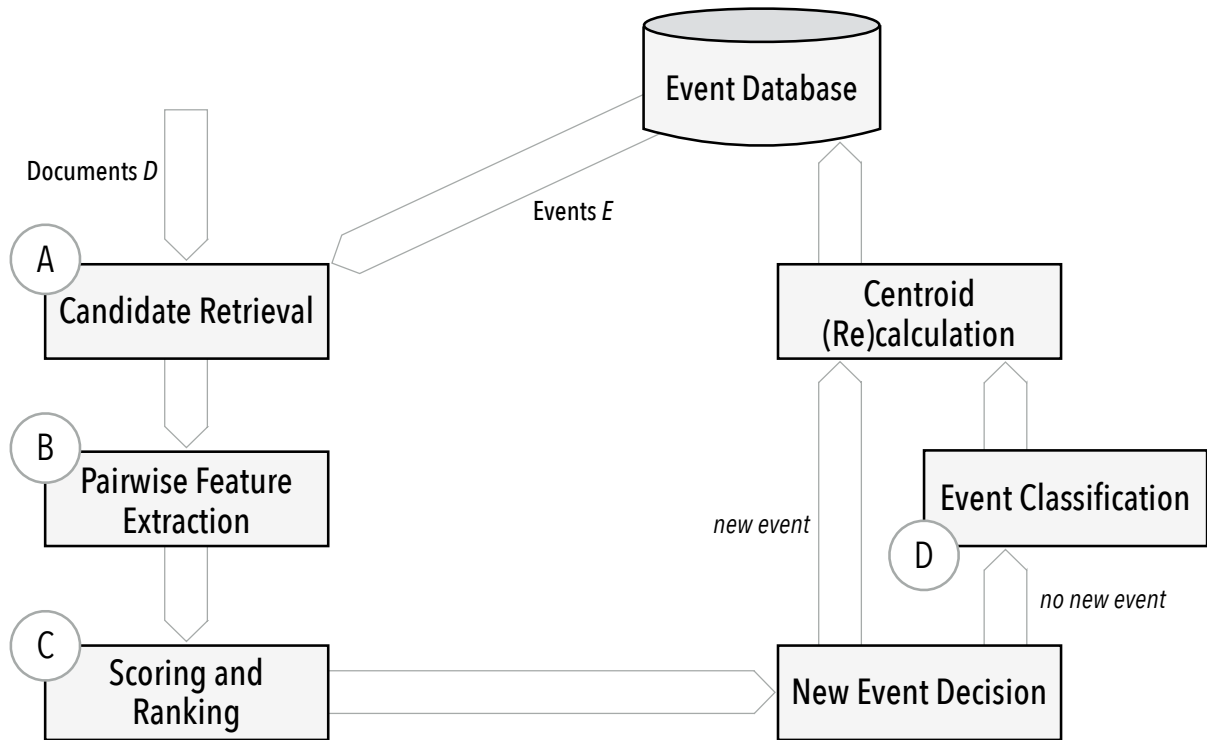 Event Database
Documents D
Events E
A
Candidate Retrieval
Centroid
(Re)calculation
B
Pairwise Feature
Extraction
Event Classification
new event
D
no new event
C
Scoring and
Ranking
New Event Decision